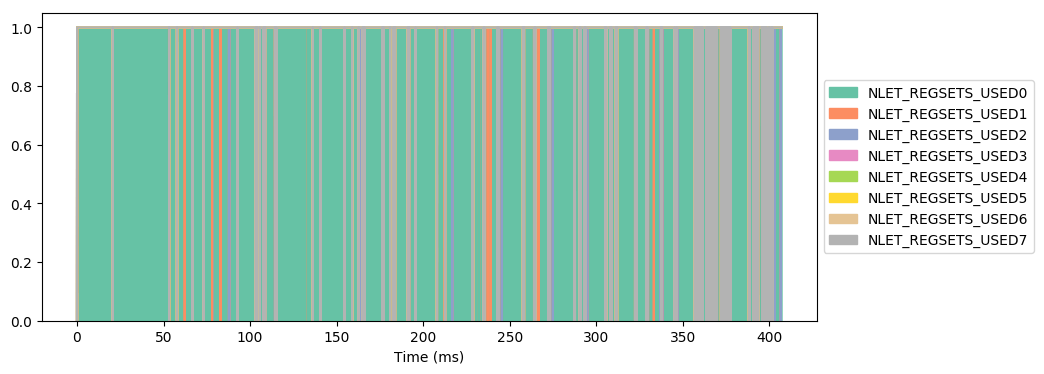 1.0
0.8
0.6
0.4
0.2
0.0
0 50 100 150 200 250 300 350 400
Time (ms)
NLET_REGSETS_USED0
NLET_REGSETS_USED1
NLET_REGSETS_USED2
NLET_REGSETS_USED3
NLET_REGSETS_USED4
NLET_REGSETS_USED5
NLET_REGSETS_USED6
NLET_REGSETS_USED7